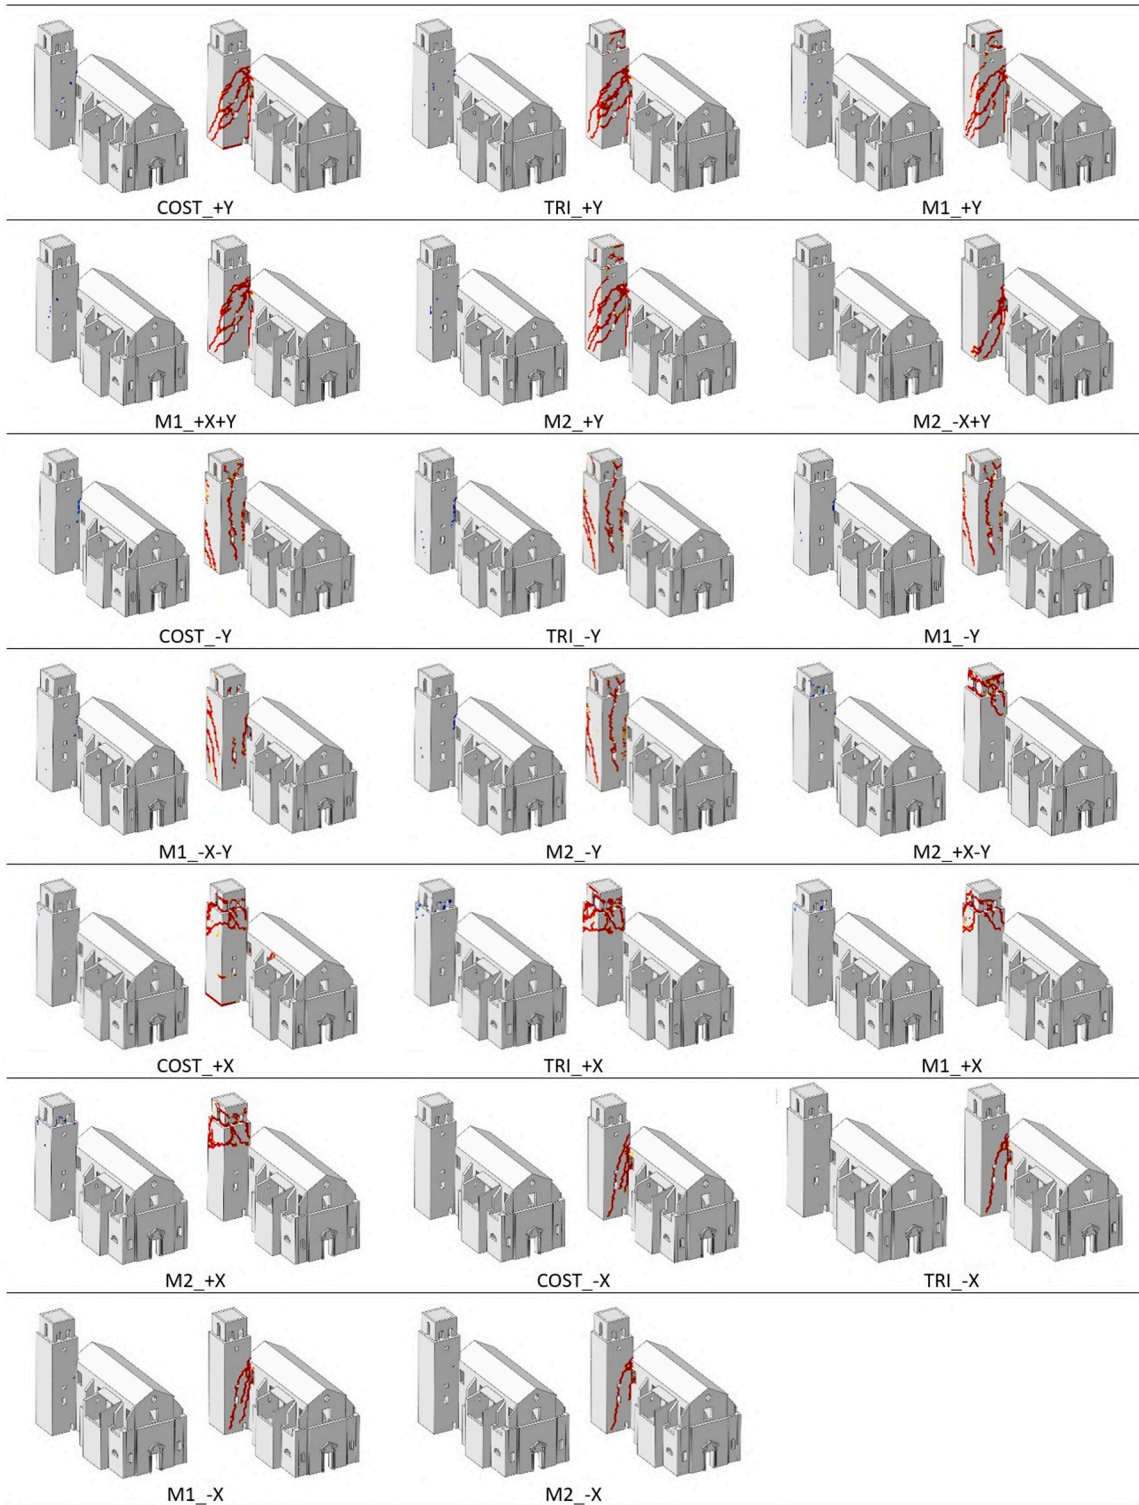 COST_+Y TRI_+Y M1_+Y
M1_+X+Y M2_+Y M2_-X+Y
COST_-Y TRI_-Y M1_-Y
M1_-X-Y M2_-Y M2_+X-Y
COST_+X TRI_+X M1_+X
M2_+X COST_-X TRI_-X
M1_-X M2_-X